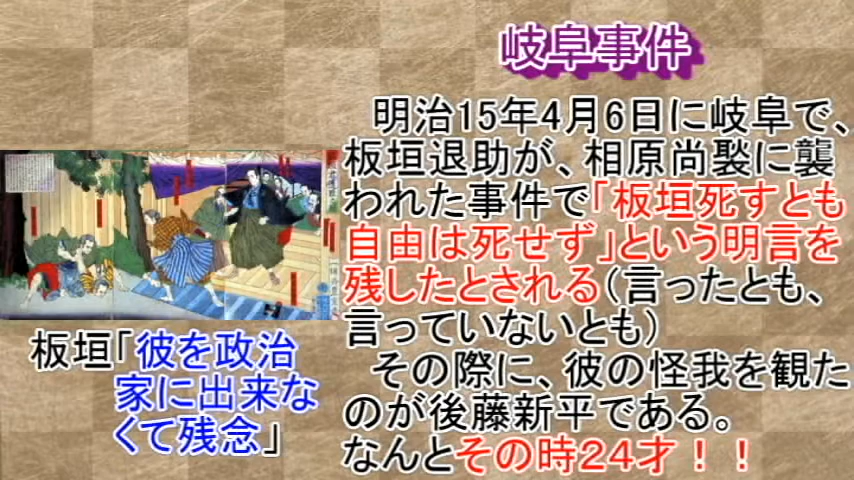 岐阜事件
明治15年4月6日に岐阜で、
板垣退助が、相原尚褧に襲
われた事件で「板垣死すとも
自由は死せず」という明言を
残したとされる(言ったとも、
言っていないとも)
その際に、彼の怪我を観た
のが後藤新平である。
なんとその時24才!!
板垣「彼を政治
家に出来な
くて残念」